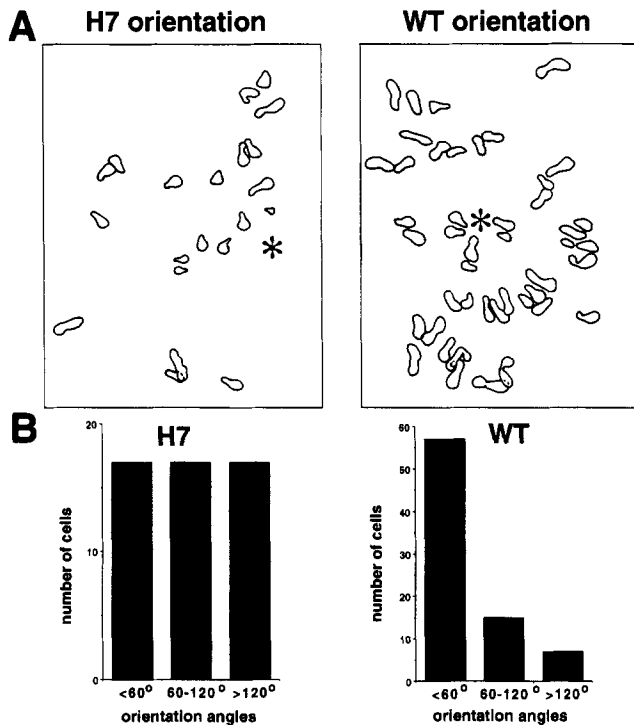 A
H7 orientation
WT orientation
*
*
B
H7
number of cells
20
10
0
<60° 60-120° >120°
orientation angles
WT
number of cells
60
50
40
30
20
10
0
<60° 60-120° >120°
orientation angles